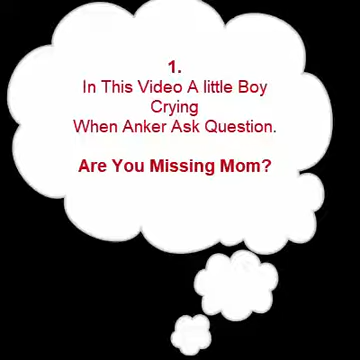 1.
In This Video A little Boy
Crying
When Anker Ask Question.
Are You Missing Mom?